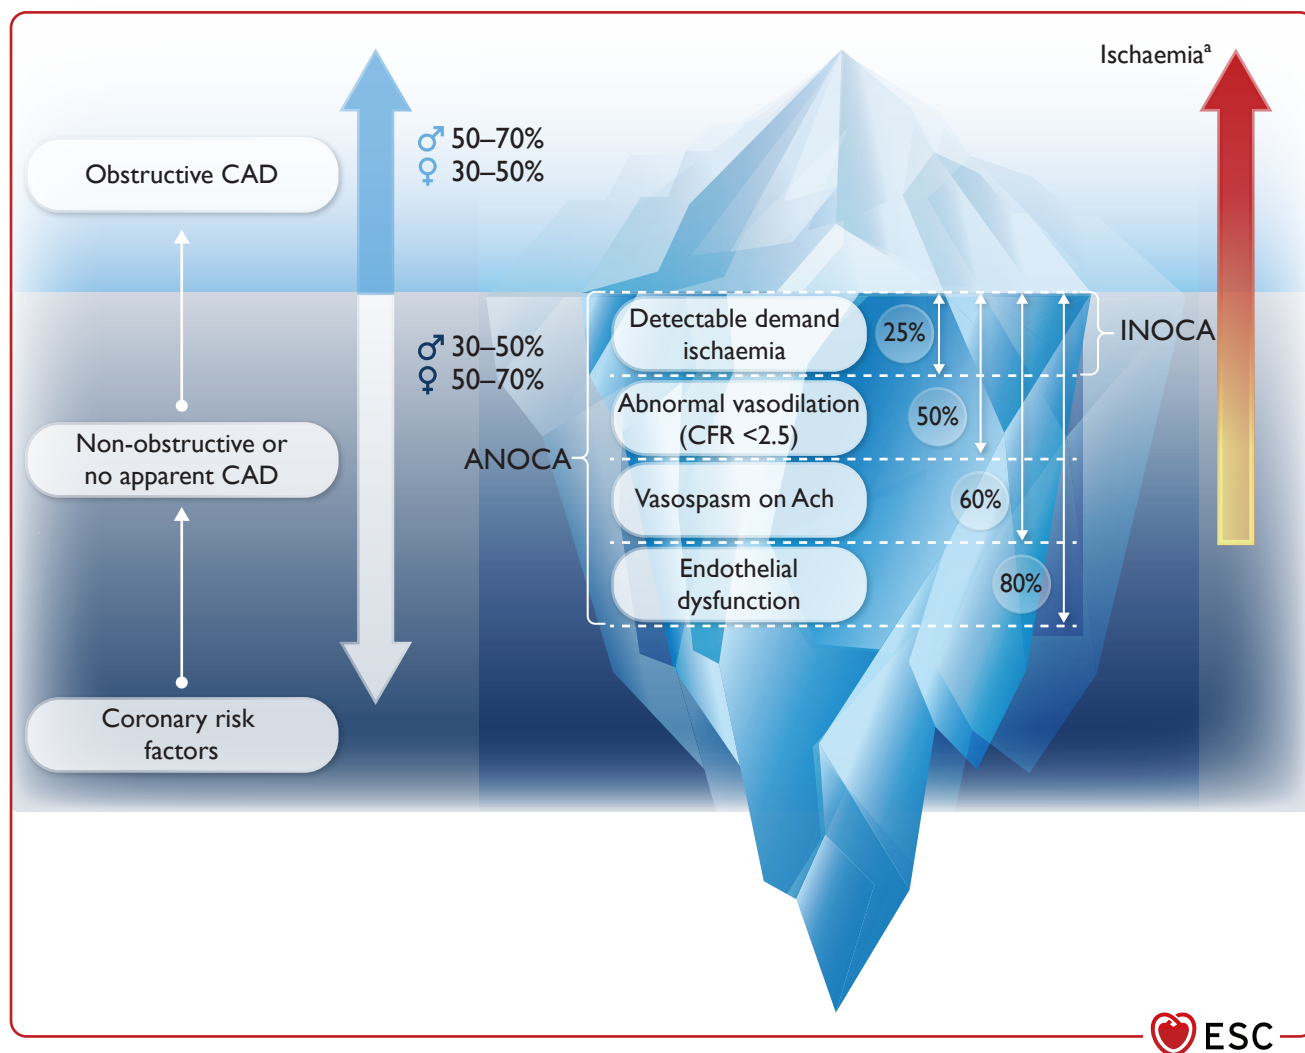 Ischaemiaᵃ
Obstructive CAD
♂ 50–70%
♀ 30–50%
♂ 30–50%
♀ 50–70%
Non-obstructive or
no apparent CAD
Coronary risk
factors
ANOCA
Detectable demand
ischaemia
25%
INOCA
Abnormal vasodilation
(CFR <2.5)
50%
Vasospasm on Ach
60%
Endothelial
dysfunction
80%
ESC